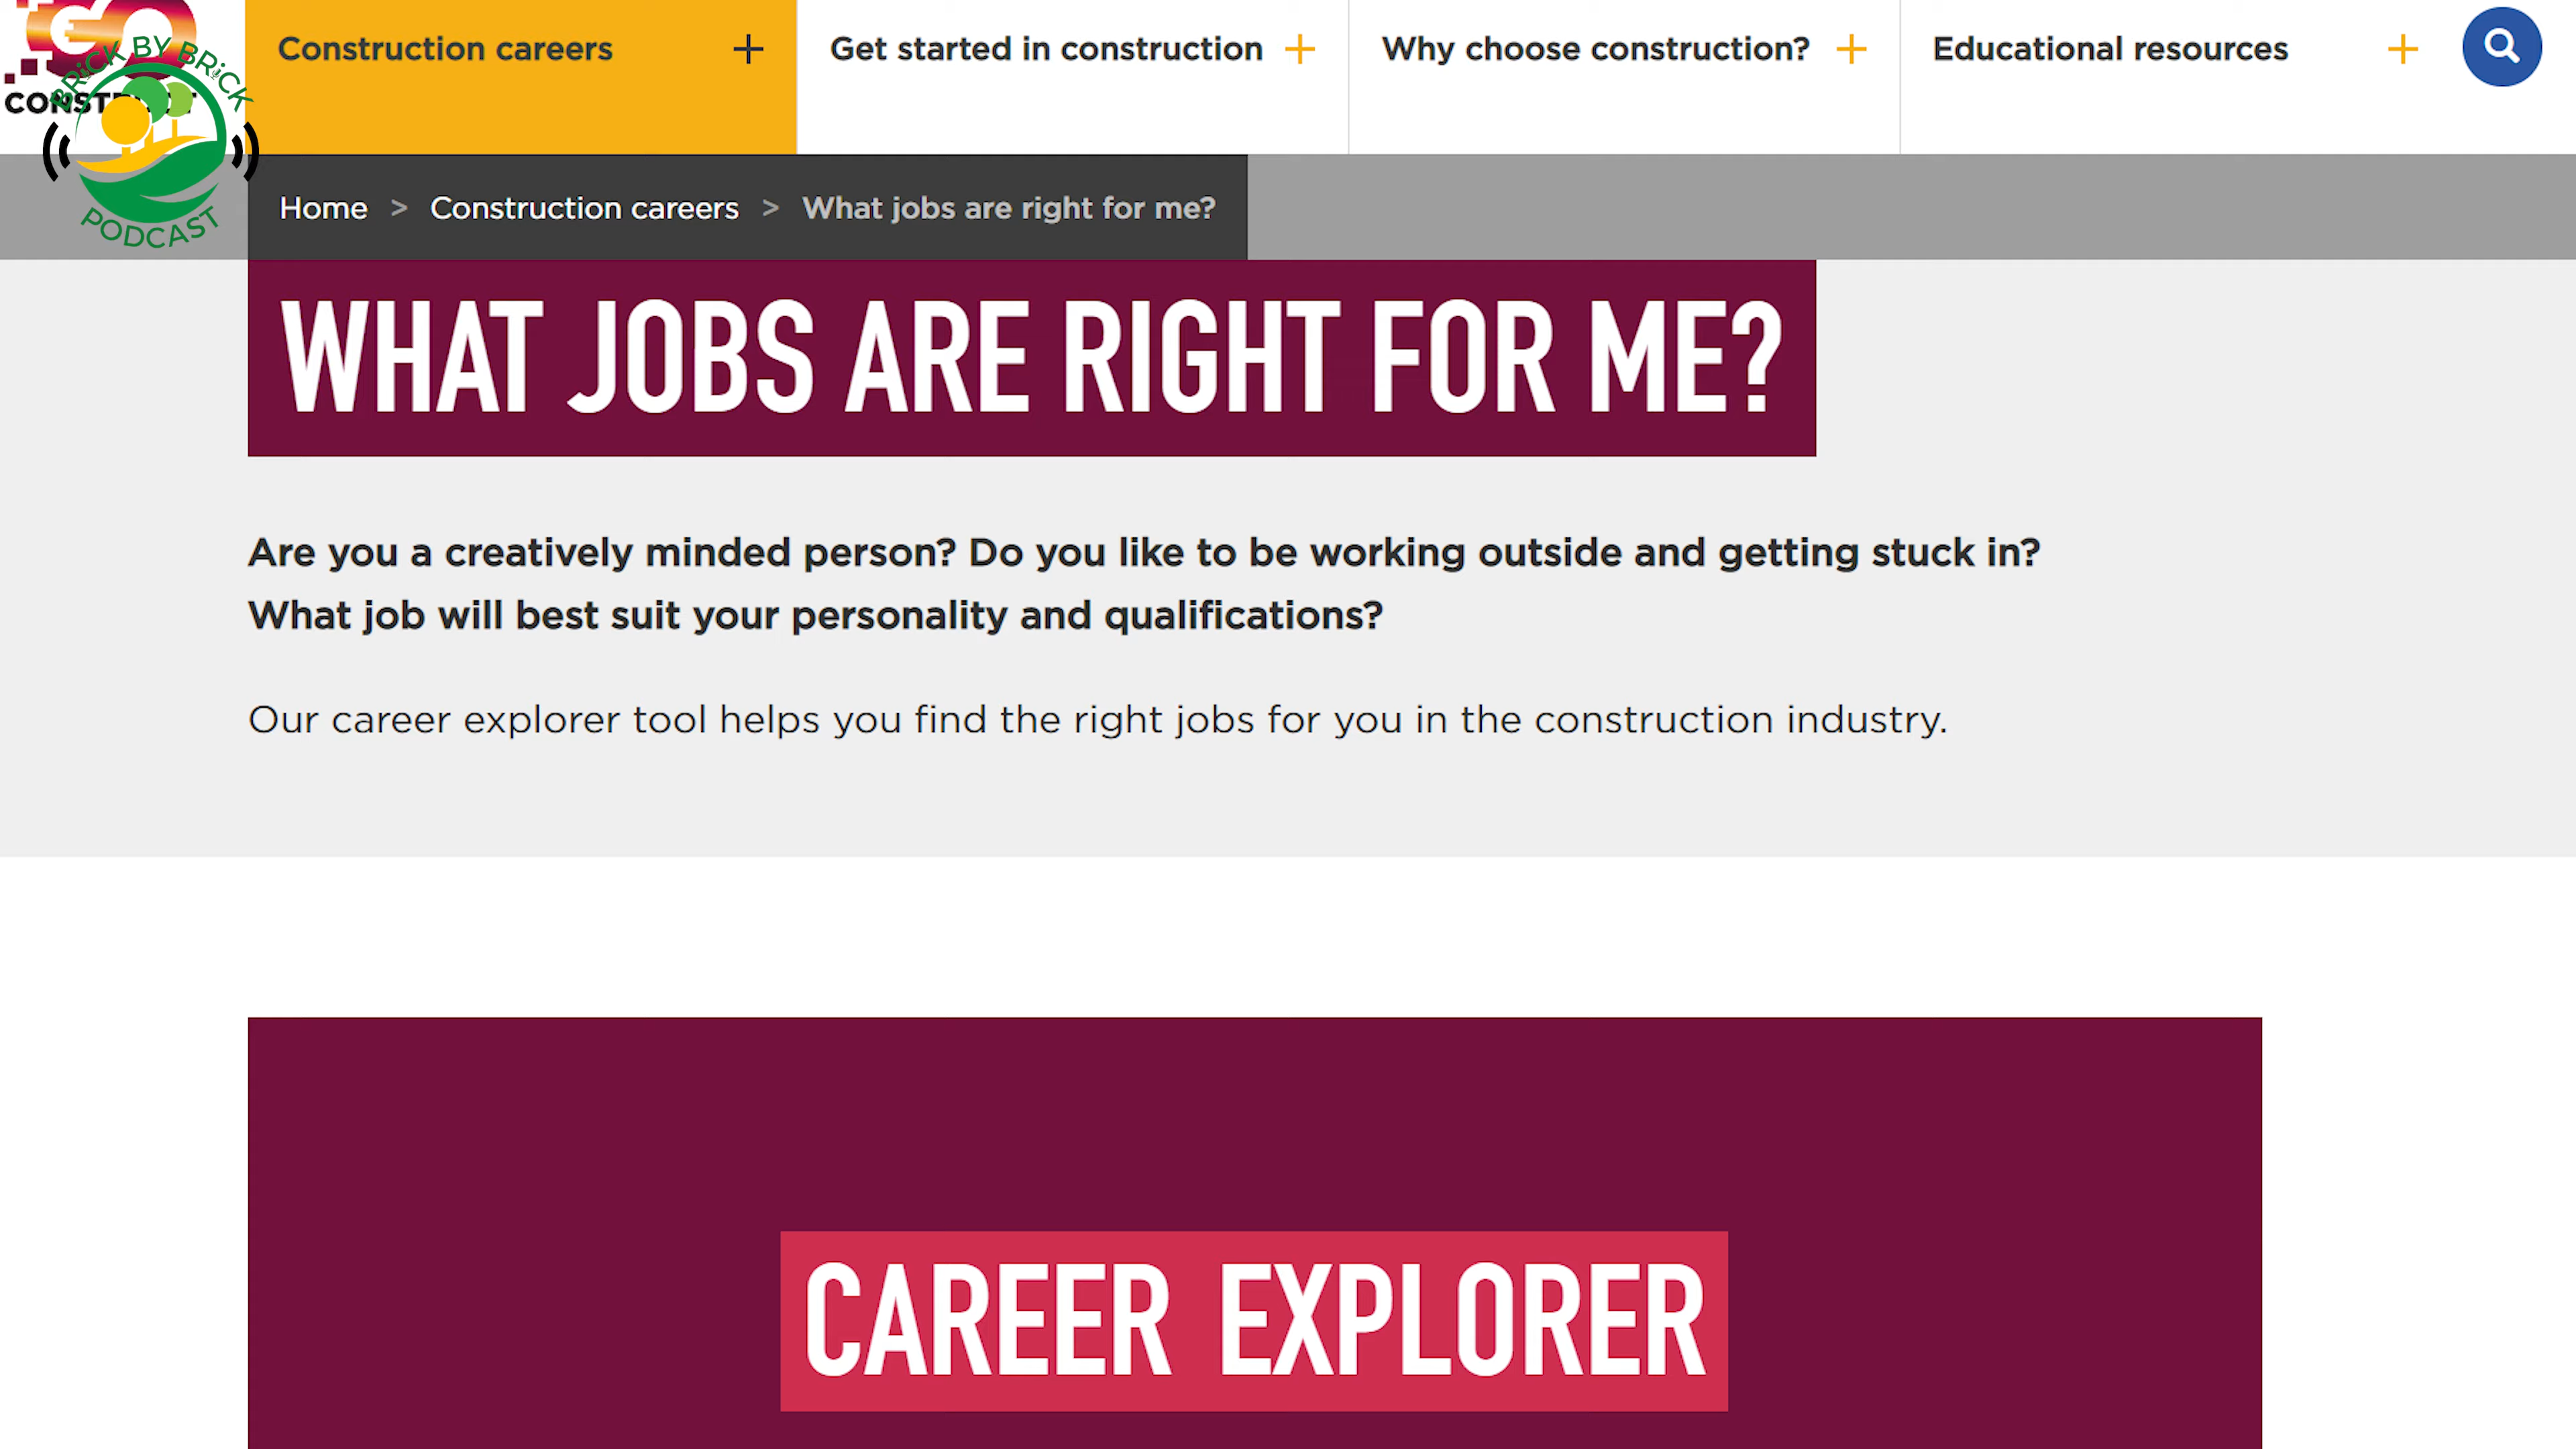 GO
CONSTRUCT
BRiCK BY BRiCK
PODCAST
Construction careers
Get started in construction
Why choose construction?
Educational resources
Home > Construction careers > What jobs are right for me?
WHAT JOBS ARE RIGHT FOR ME?
Are you a creatively minded person? Do you like to be working outside and getting stuck in?
What job will best suit your personality and qualifications?
Our career explorer tool helps you find the right jobs for you in the construction industry.
CAREER EXPLORER